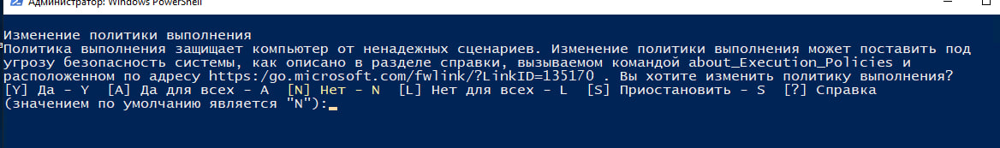 Администратор: Windows PowerShell
Изменение политики выполнения
Политика выполнения защищает компьютер от ненадежных сценариев. Изменение политики выполнения может поставить под
угрозу безопасность системы, как описано в разделе справки, вызываемом командой about_Execution_Policies и
расположенном по адресу https:/go.microsoft.com/fwlink/?LinkID=135170 . Вы хотите изменить политику выполнения?
[Y] Да - Y  [A] Да для всех - A  [N] Нет - N  [L] Нет для всех - L  [S] Приостановить - S  [?] Справка
(значением по умолчанию является "N"):